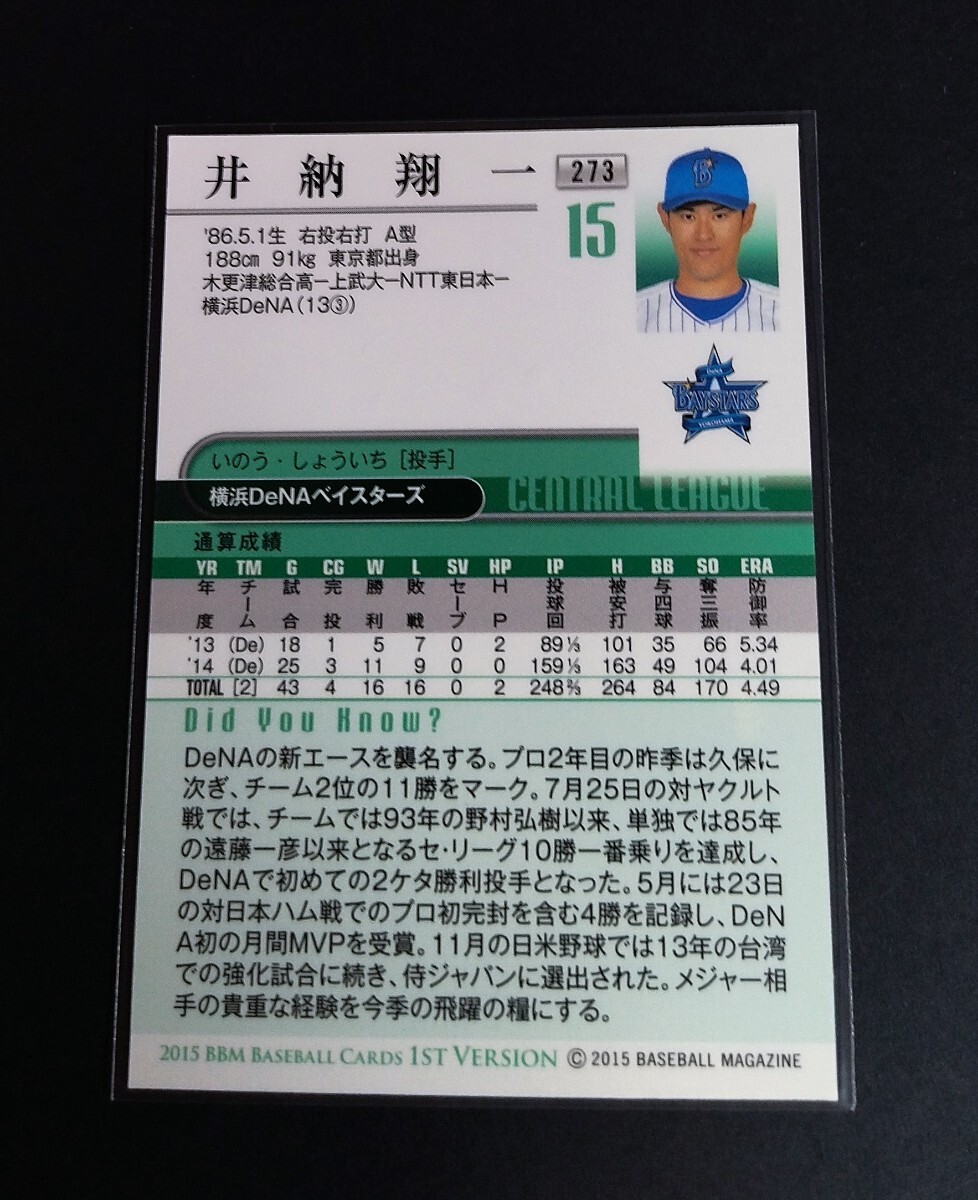 井納翔一 273
15
'86.5.1生 右投右打 A型
188㎝ 91㎏ 東京都出身
木更津総合高ー上武大ーNTT東日本ー
横浜DeNA(13③)
B
DeNA
BAYSTARS
YOKOHAMA
いのう・しょういち［投手］
横浜DeNAベイスターズ CENTRAL LEAGUE
通算成績
YR TM G CG W L SV HP IP H BB SO ERA
年度 チーム 試合 完投 勝利 敗戦 セーブ HP 投球回 被安打 与四球 奪三振 防御率
'13 (De) 18 1 5 7 0 2 89⅓ 101 35 66 5.34
'14 (De) 25 3 11 9 0 0 159⅓ 163 49 104 4.01
TOTAL [2] 43 4 16 16 0 2 248⅔ 264 84 170 4.49
Did You Know?
DeNAの新エースを襲名する。プロ2年目の昨季は久保に
次ぎ、チーム2位の11勝をマーク。7月25日の対ヤクルト
戦では、チームでは93年の野村弘樹以来、単独では85年
の遠藤一彦以来となるセ・リーグ10勝一番乗りを達成し、
DeNAで初めての2ケタ勝利投手となった。5月には23日
の対日本ハム戦でのプロ初完封を含む4勝を記録し、DeN
A初の月間MVPを受賞。11月の日米野球では13年の台湾
での強化試合に続き、侍ジャパンに選出された。メジャー相
手の貴重な経験を今季の飛躍の糧にする。
2015 BBM BASEBALL CARDS 1ST VERSION © 2015 BASEBALL MAGAZINE